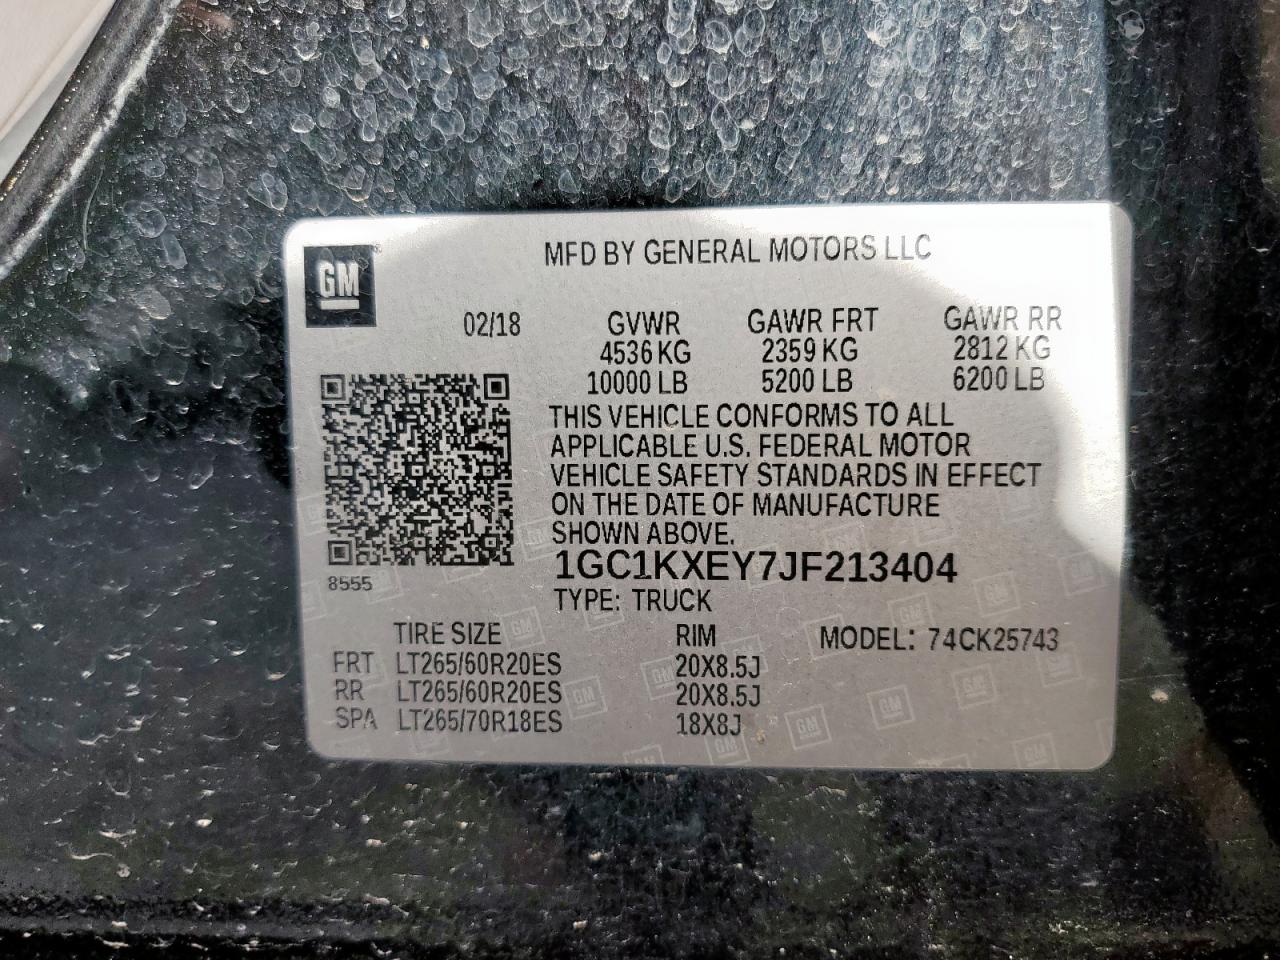 GM
MFD BY GENERAL MOTORS LLC
02/18 GVWR GAWR FRT GAWR RR
4536 KG 2359 KG 2812 KG
10000 LB 5200 LB 6200 LB
THIS VEHICLE CONFORMS TO ALL
APPLICABLE U.S. FEDERAL MOTOR
VEHICLE SAFETY STANDARDS IN EFFECT
ON THE DATE OF MANUFACTURE
SHOWN ABOVE.
1GC1KXEY7JF213404
8555
TYPE: TRUCK
TIRE SIZE RIM MODEL: 74CK25743
FRT LT265/60R20ES 20X8.5J
RR LT265/60R20ES 20X8.5J
SPA LT265/70R18ES 18X8J